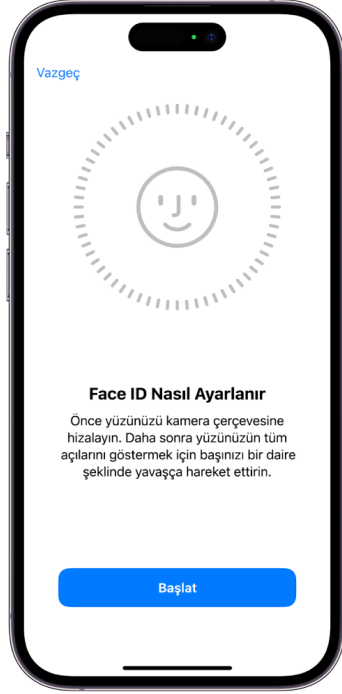 Vazgeç
Face ID Nasıl Ayarlanır
Önce yüzünüzü kamera çerçevesine
hizalayın. Daha sonra yüzünüzün tüm
açılarını göstermek için başınızı bir daire
şeklinde yavaşça hareket ettirin.
Başlat